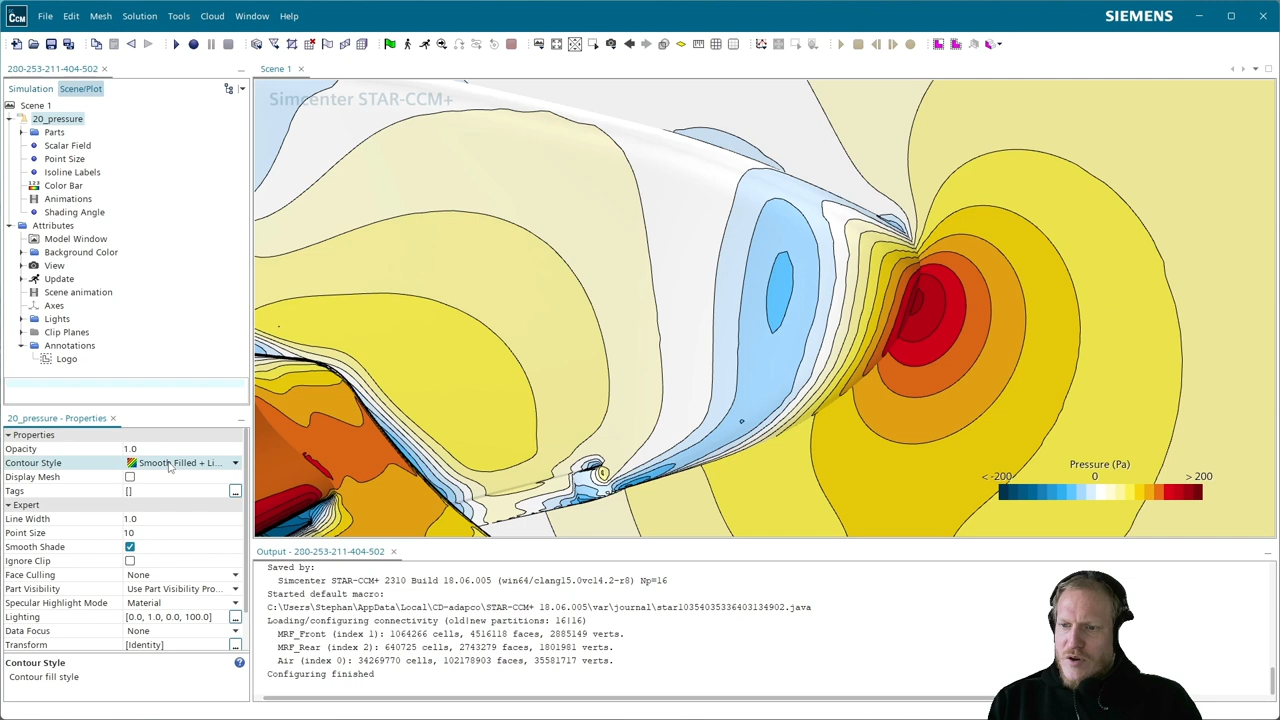 CCM File Edit Mesh Solution Tools Cloud Window Help SIEMENS
280-253-211-404-502
Simulation Scene/Plot
Scene 1
20_pressure
Parts
Scalar Field
Point Size
Isoline Labels
Color Bar
Animations
Shading Angle
Attributes
Model Window
Background Color
View
Update
Scene animation
Axes
Lights
Clip Planes
Annotations
Logo
20_pressure - Properties
Properties
Opacity 1.0
Contour Style Smooth Filled + Li...
Display Mesh
Tags []
Expert
Line Width 1.0
Point Size 10
Smooth Shade
Ignore Clip
Face Culling None
Part Visibility Use Part Visibility Pro...
Specular Highlight Mode Material
Lighting [0.0, 1.0, 0.0, 100.0]
Data Focus None
Transform [Identity]
Contour Style
Contour fill style
Scene 1
Simcenter STAR-CCM+
Pressure (Pa)
< -200 0 > 200
Output - 280-253-211-404-502
Saved by:
Simcenter STAR-CCM+ 2310 Build 18.06.005 (win64/clang15.0vc14.2-r8) Np=16
Started default macro:
C:\Users\Stephan\AppData\Local\CD-adapco\STAR-CCM+ 18.06.005\var\journal\star10354035336403134902.java
Loading/configuring connectivity (old|new partitions: 16|16)
MRF_Front (index 1): 1064266 cells, 4516118 faces, 2885149 verts.
MRF_Rear (index 2): 640725 cells, 2743279 faces, 1801981 verts.
Air (index 0): 34269770 cells, 102178903 faces, 35581717 verts.
Configuring finished